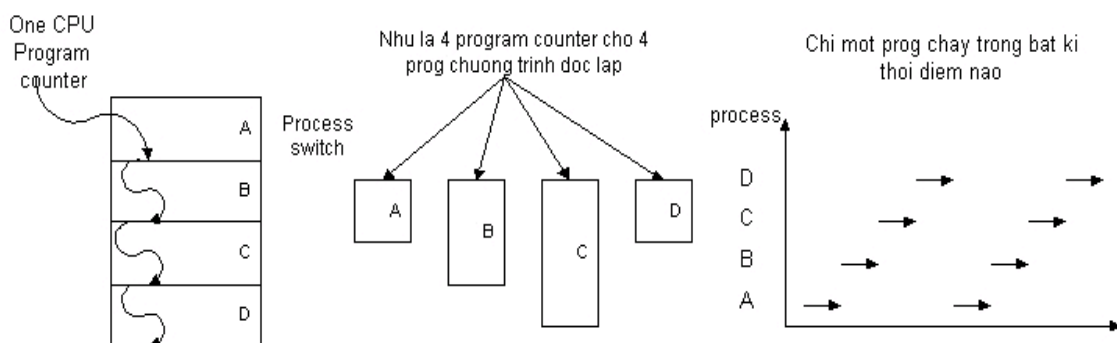 One CPU
Program
counter
A
B
C
D
Process
switch
Nhu la 4 program counter cho 4
prog chuong trinh doc lap
A
B
C
D
Chi mot prog chay trong bat ki
thoi diem nao
process
D
C
B
A